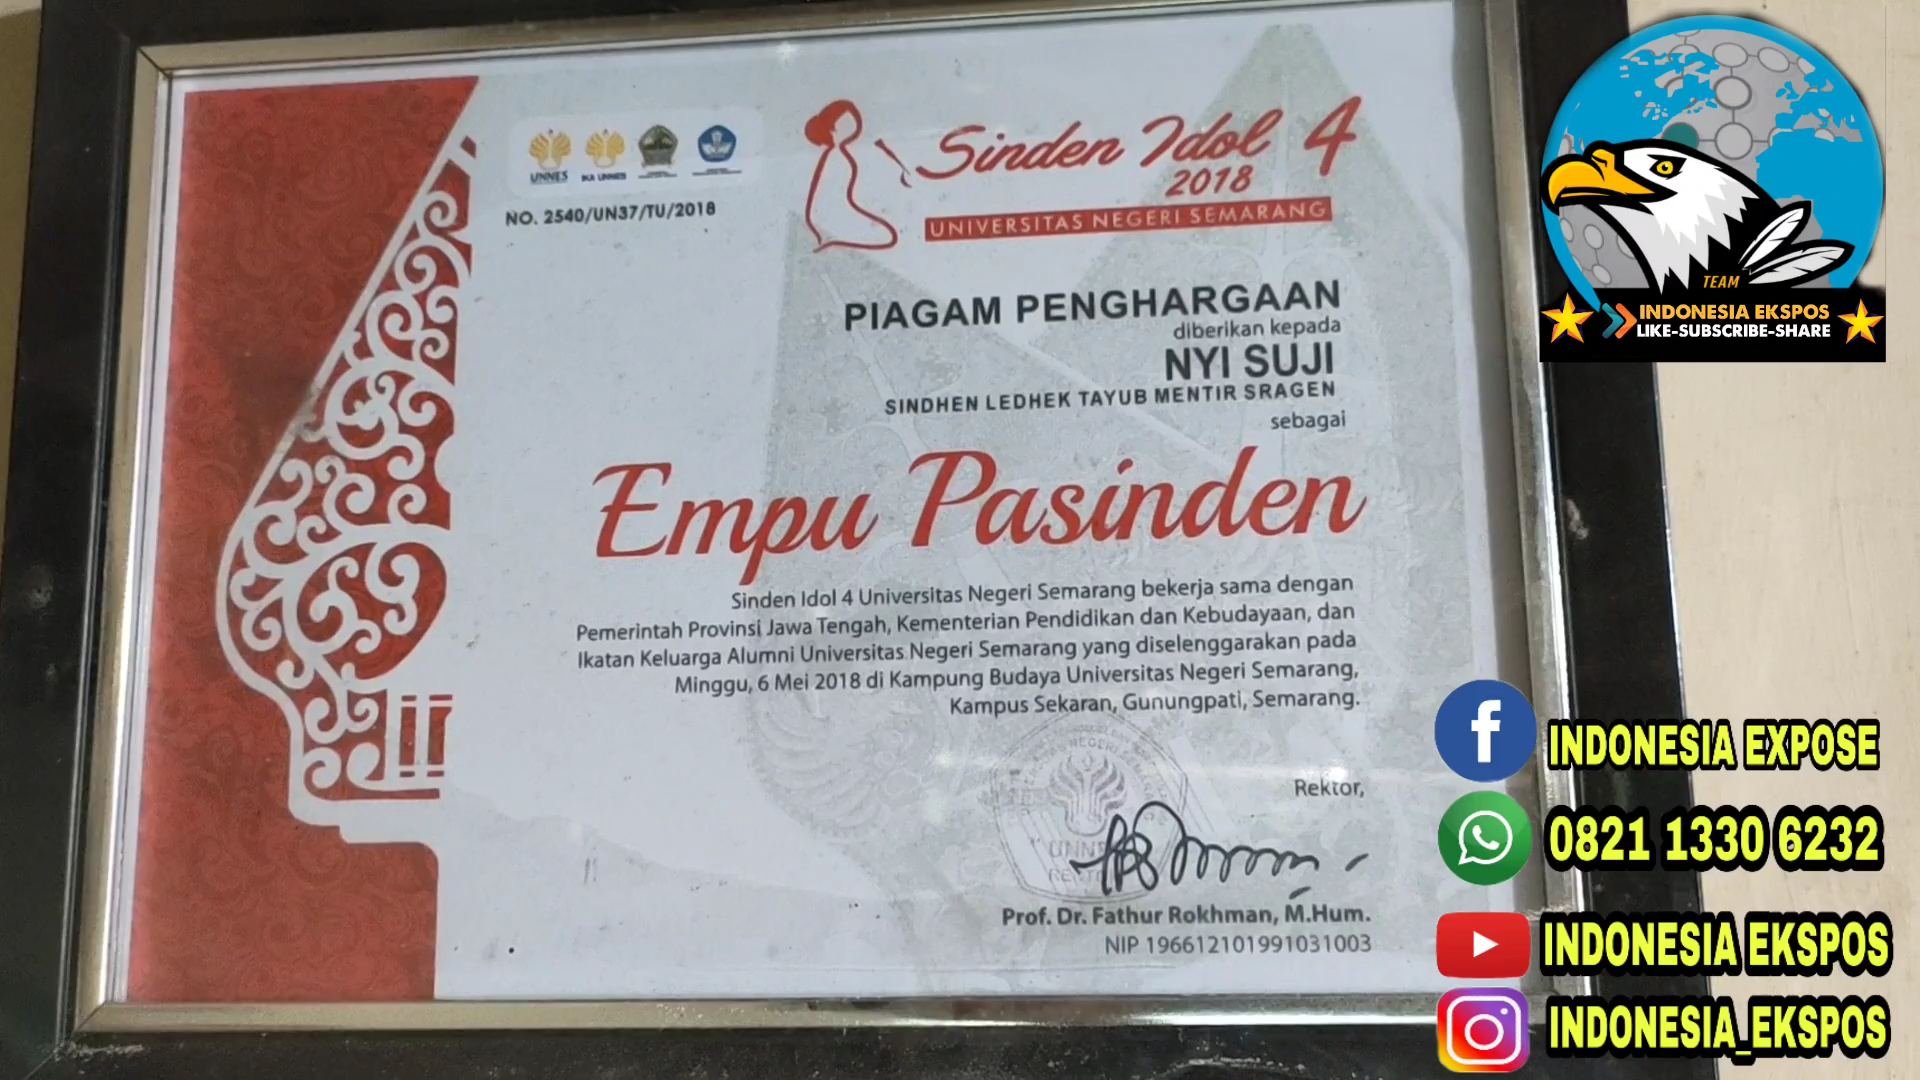 UNNES
IKA UNNES
NO. 2540/UN37/TU/2018
Sinden Idol 4
2018
UNIVERSITAS NEGERI SEMARANG
PIAGAM PENGHARGAAN
diberikan kepada
NYI SUJI
SINDHEN LEDHEK TAYUB MENTIR SRAGEN
sebagai
Empu Pasinden
Sinden Idol 4 Universitas Negeri Semarang bekerja sama dengan
Pemerintah Provinsi Jawa Tengah, Kementerian Pendidikan dan Kebudayaan, dan
Ikatan Keluarga Alumni Universitas Negeri Semarang yang diselenggarakan pada
Minggu, 6 Mei 2018 di Kampung Budaya Universitas Negeri Semarang,
Kampus Sekaran, Gunungpati, Semarang.
Rektor,
UNNES
Prof. Dr. Fathur Rokhman, M.Hum.
NIP 196612101991031003
TEAM
INDONESIA EKSPOS
LIKE-SUBSCRIBE-SHARE
INDONESIA EXPOSE
0821 1330 6232
INDONESIA EKSPOS
INDONESIA_EKSPOS